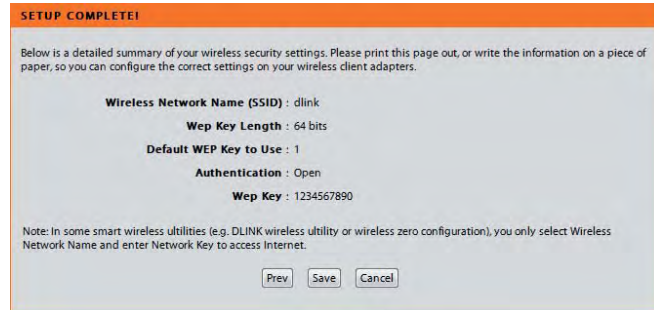 SETUP COMPLETE!
Below is a detailed summary of your wireless security settings. Please print this page out, or write the information on a piece of
paper, so you can configure the correct settings on your wireless client adapters.
Wireless Network Name (SSID) : dlink
Wep Key Length : 64 bits
Default WEP Key to Use : 1
Authentication : Open
Wep Key : 1234567890
Note: In some smart wireless ultilities (e.g. DLINK wireless ultility or wireless zero configuration), you only select Wireless
Network Name and enter Network Key to access Internet.
Prev Save Cancel